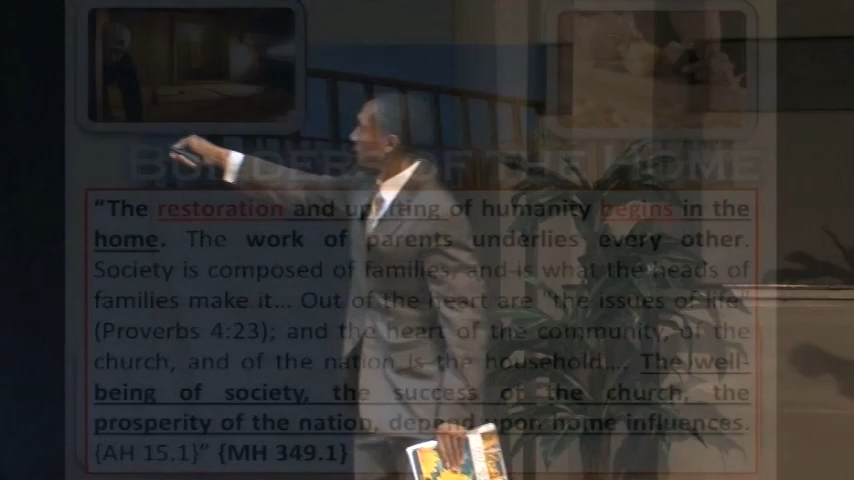 BUILDERS OF THE HOME
“The restoration and uplifting of humanity begins in the
home. The work of parents underlies every other.
Society is composed of families, and is what the heads of
families make it... Out of the heart are “the issues of life”
(Proverbs 4:23); and the heart of the community, of the
church, and of the nation is the household.... The well-
being of society, the success of the church, the
prosperity of the nation, depend upon home influences.
{AH 15.1}” {MH 349.1}